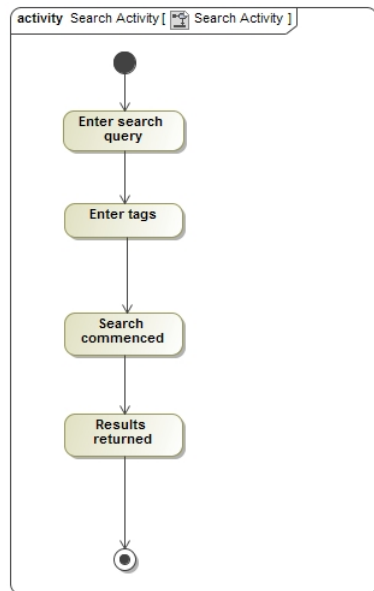 activity Search Activity [ Search Activity ]
Enter search
query
Enter tags
Search
commenced
Results
returned